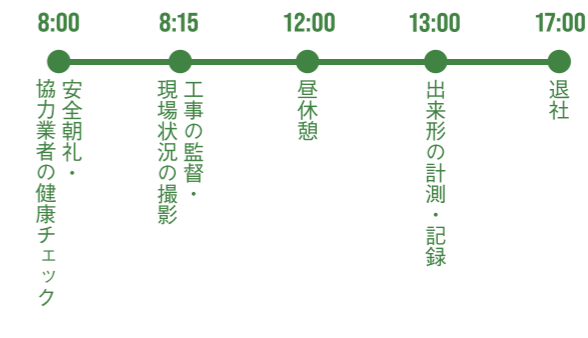 8:00
安全朝礼・
協力業者の健康チェック
8:15
工事の監督・
現場状況の撮影
12:00
昼休憩
13:00
出来形の計測・記録
17:00
退社